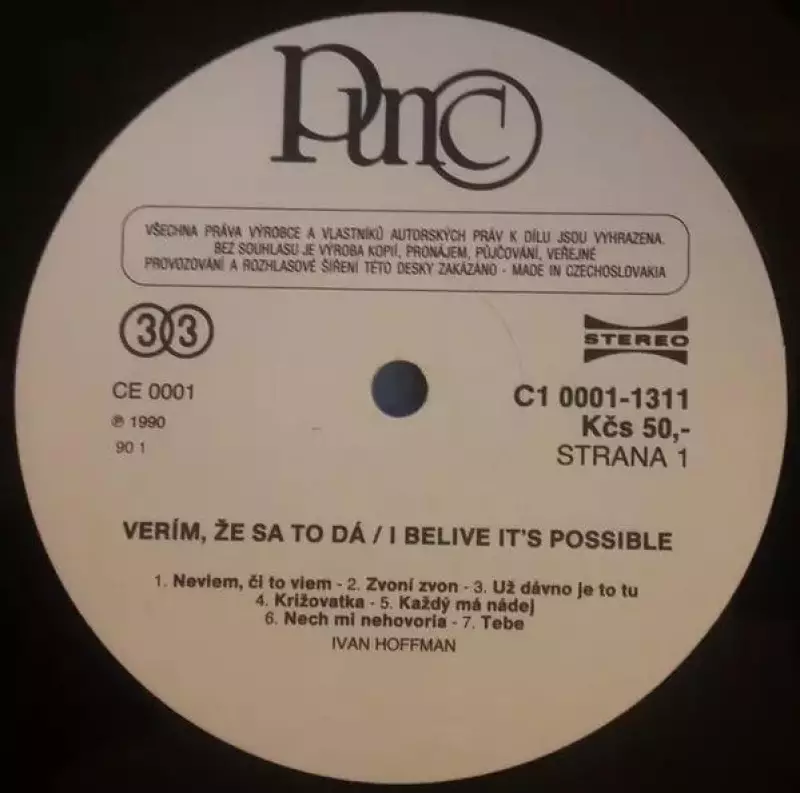 Punc
VŠECHNA PRÁVA VÝROBCE A VLASTNÍKŮ AUTORSKÝCH PRÁV K DÍLU JSOU VYHRAZENA.
BEZ SOUHLASU JE VÝROBA KOPIÍ, PRONÁJEM, PŮJČOVÁNÍ, VEŘEJNÉ
PROVOZOVÁNÍ A ROZHLASOVÉ ŠÍŘENÍ TÉTO DESKY ZAKÁZÁNO - MADE IN CZECHOSLOVAKIA
33
STEREO
CE 0001
℗ 1990
90 1
C1 0001-1311
Kčs 50,-
STRANA 1
VERÍM, ŽE SA TO DÁ / I BELIVE IT'S POSSIBLE
1. Neviem, či to viem - 2. Zvoní zvon - 3. Už dávno je to tu
4. Križovatka - 5. Každý má nádej
6. Nech mi nehovoria - 7. Tebe
IVAN HOFFMAN